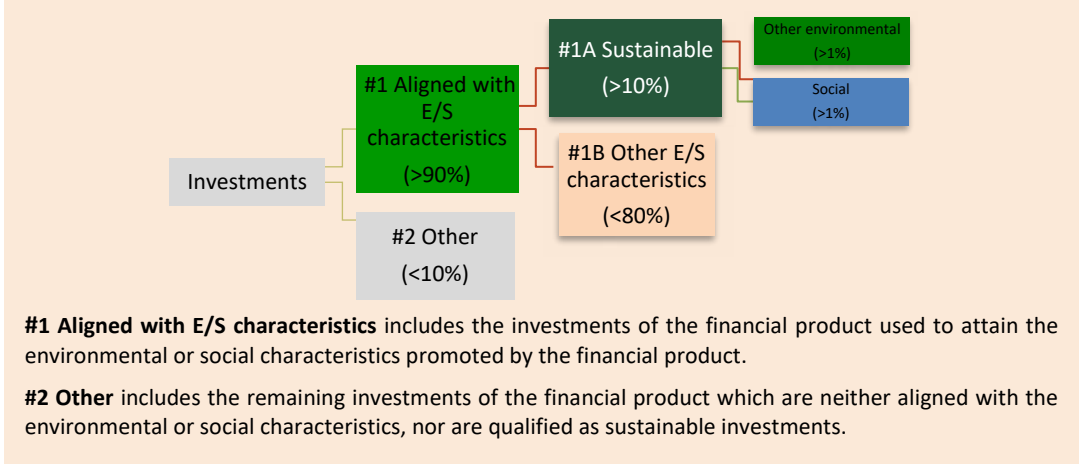 Investments
#1 Aligned with
E/S
characteristics
(>90%)
#2 Other
(<10%)
#1A Sustainable
(>10%)
#1B Other E/S
characteristics
(<80%)
Other environmental
(>1%)
Social
(>1%)
#1 Aligned with E/S characteristics includes the investments of the financial product used to attain the
environmental or social characteristics promoted by the financial product.
#2 Other includes the remaining investments of the financial product which are neither aligned with the
environmental or social characteristics, nor are qualified as sustainable investments.